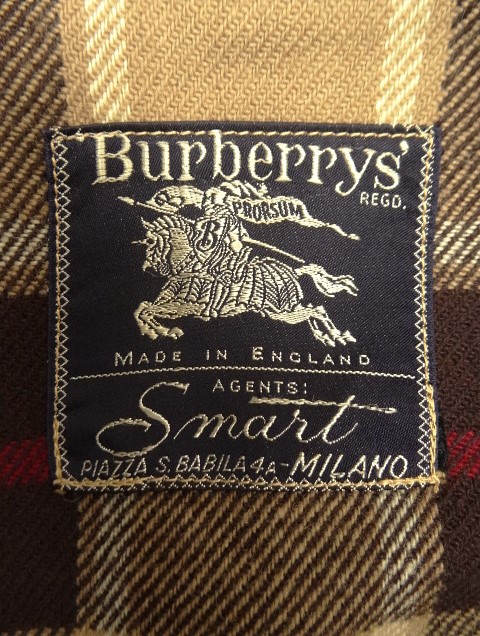 Burberrys'
REGD.
B
PRORSUM
B
MADE IN ENGLAND
AGENTS:
Smart
PIAZZA S. BABILA 4A - MILANO